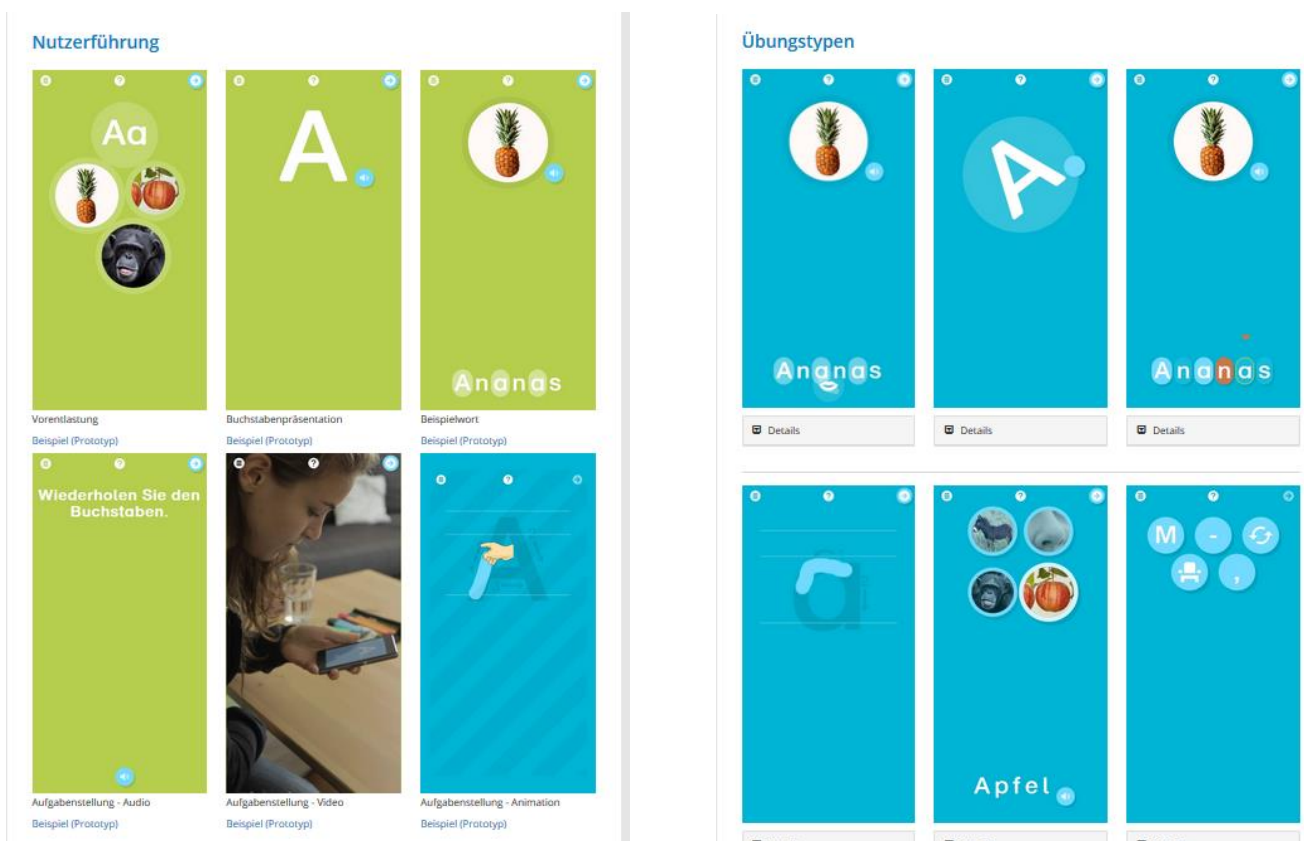 Nutzerführung
Aa
A
Ananas
Vorentlastung
Buchstabenpräsentation
Beispielwort
Beispiel (Prototyp)
Beispiel (Prototyp)
Beispiel (Prototyp)
Wiederholen Sie den
Buchstaben.
A
Aufgabenstellung - Audio
Aufgabenstellung - Video
Aufgabenstellung - Animation
Beispiel (Prototyp)
Beispiel (Prototyp)
Beispiel (Prototyp)
Übungstypen
Ananas
A
Ananas
Details
Details
Details
a
Apfel
M - ,